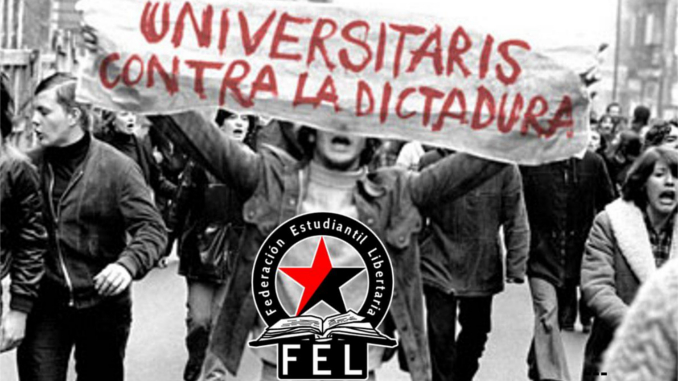 UNIVERSITARIS
CONTRA LA DICTADURA
Federación Estudiantil Libertaria
FEL